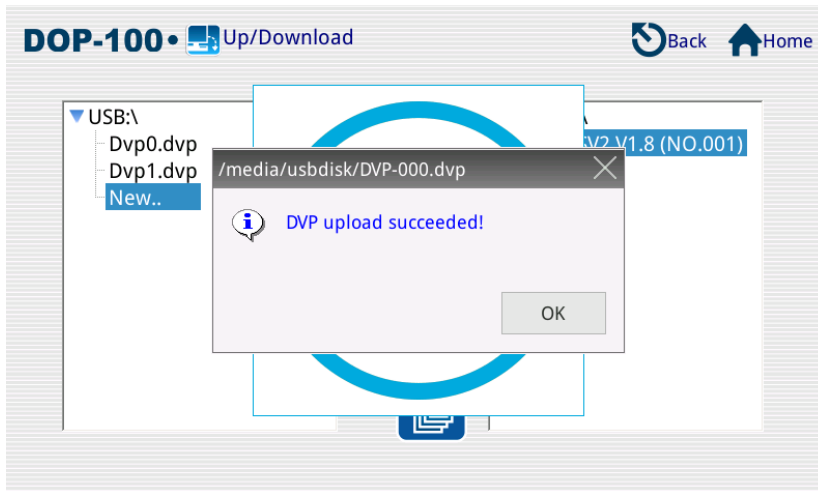 DOP-100 • Up/Download
Back
Home
USB:\
Dvp0.dvp
Dvp1.dvp
New..
\
V2 V1.8 (NO.001)
/media/usbdisk/DVP-000.dvp
DVP upload succeeded!
OK